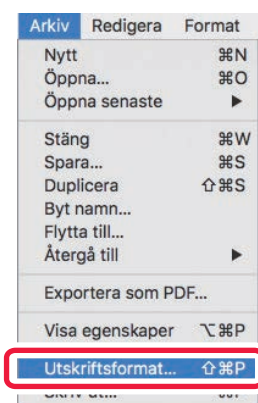 Arkiv Redigera Format
Nytt ⌘N
Öppna... ⌘O
Öppna senaste ▶
Stäng ⌘W
Spara... ⌘S
Duplicera ⇧⌘S
Byt namn...
Flytta till...
Återgå till ▶
Exportera som PDF...
Visa egenskaper ⌥⌘P
Utskriftsformat... ⇧⌘P